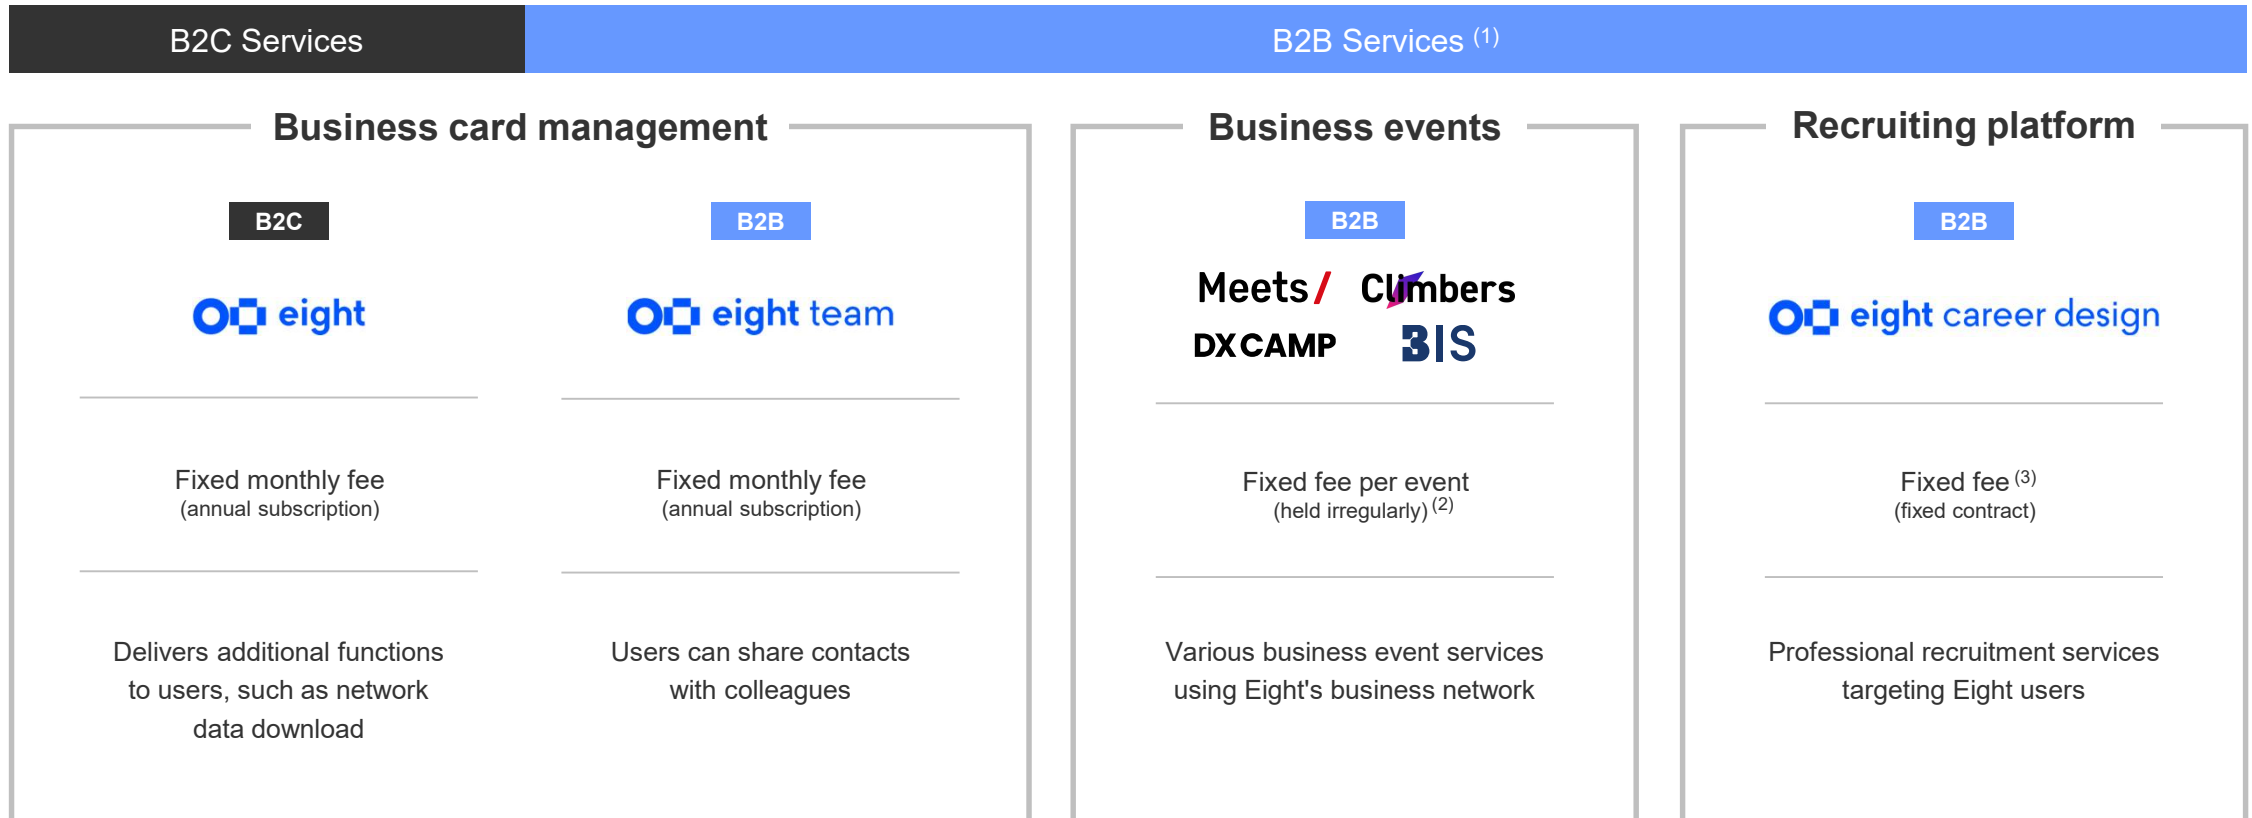 B2C Services
B2B Services (1)
Business card management
B2C
eight
Fixed monthly fee
(annual subscription)
Delivers additional functions
to users, such as network
data download
B2B
eight team
Fixed monthly fee
(annual subscription)
Users can share contacts
with colleagues
Business events
B2B
Meets/ Climbers
DX CAMP BIS
Fixed fee per event
(held irregularly) (2)
Various business event services
using Eight's business network
Recruiting platform
B2B
eight career design
Fixed fee (3)
(fixed contract)
Professional recruitment services
targeting Eight users